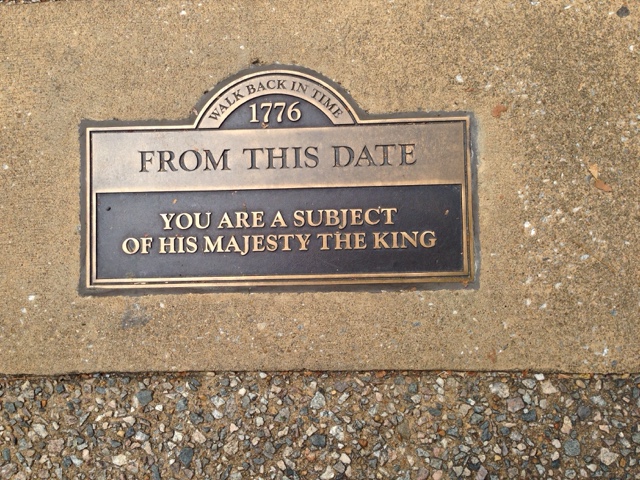 WALK BACK IN TIME
1776
FROM THIS DATE
YOU ARE A SUBJECT
OF HIS MAJESTY THE KING